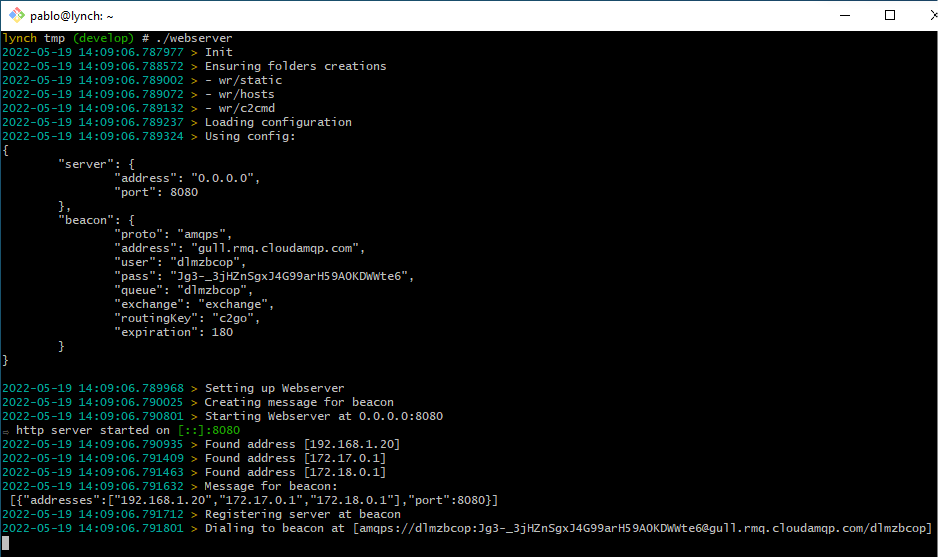 pablo@lynch: ~
lynch tmp (develop) # ./webserver
2022-05-19 14:09:06.787977 > Init
2022-05-19 14:09:06.788572 > Ensuring folders creations
2022-05-19 14:09:06.789002 > - wr/static
2022-05-19 14:09:06.789072 > - wr/hosts
2022-05-19 14:09:06.789132 > - wr/c2cmd
2022-05-19 14:09:06.789237 > Loading configuration
2022-05-19 14:09:06.789324 > Using config:
{
        "server": {
                "address": "0.0.0.0",
                "port": 8080
        },
        "beacon": {
                "proto": "amqps",
                "address": "gull.rmq.cloudamqp.com",
                "user": "dlmzbcop",
                "pass": "Jg3-_3jHZnSgxJ4G99arH59AOKDWWte6",
                "queue": "dlmzbcop",
                "exchange": "exchange",
                "routingKey": "c2go",
                "expiration": 180
        }
}
2022-05-19 14:09:06.789968 > Setting up Webserver
2022-05-19 14:09:06.790025 > Creating message for beacon
2022-05-19 14:09:06.790801 > Starting Webserver at 0.0.0.0:8080
⇨ http server started on [::]:8080
2022-05-19 14:09:06.790935 > Found address [192.168.1.20]
2022-05-19 14:09:06.791409 > Found address [172.17.0.1]
2022-05-19 14:09:06.791463 > Found address [172.18.0.1]
2022-05-19 14:09:06.791632 > Message for beacon:
 [{"addresses":["192.168.1.20","172.17.0.1","172.18.0.1"],"port":8080}]
2022-05-19 14:09:06.791712 > Registering server at beacon
2022-05-19 14:09:06.791801 > Dialing to beacon at [amqps://dlmzbcop:Jg3-_3jHZnSgxJ4G99arH59AOKDWWte6@gull.rmq.cloudamqp.com/dlmzbcop]